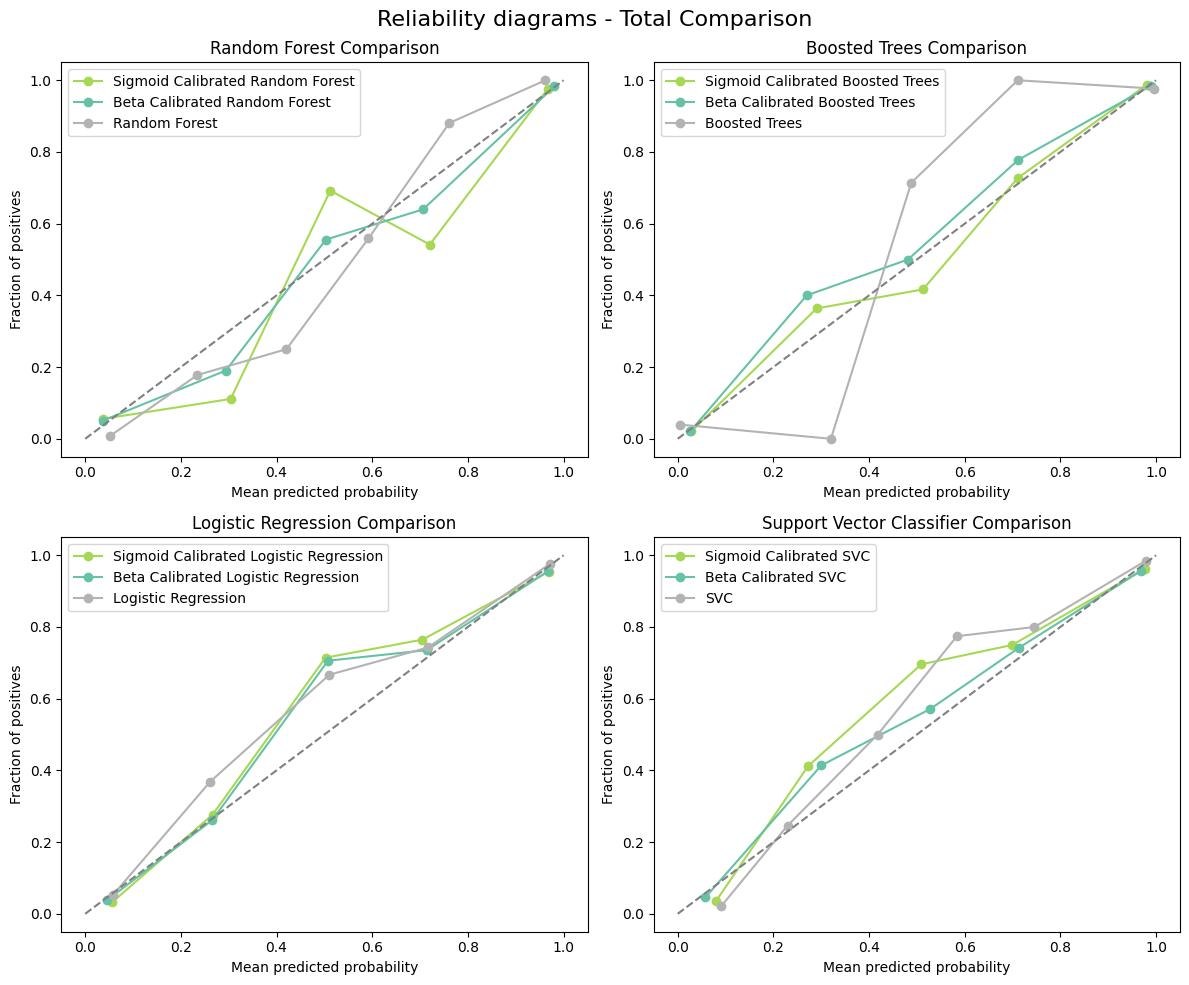 Reliability diagrams - Total Comparison
Random Forest Comparison
Sigmoid Calibrated Random Forest
Beta Calibrated Random Forest
Random Forest
1.0
0.8
0.6
0.4
0.2
0.0
Fraction of positives
0.0 0.2 0.4 0.6 0.8 1.0
Mean predicted probability
Boosted Trees Comparison
Sigmoid Calibrated Boosted Trees
Beta Calibrated Boosted Trees
Boosted Trees
1.0
0.8
0.6
0.4
0.2
0.0
Fraction of positives
0.0 0.2 0.4 0.6 0.8 1.0
Mean predicted probability
Logistic Regression Comparison
Sigmoid Calibrated Logistic Regression
Beta Calibrated Logistic Regression
Logistic Regression
1.0
0.8
0.6
0.4
0.2
0.0
Fraction of positives
0.0 0.2 0.4 0.6 0.8 1.0
Mean predicted probability
Support Vector Classifier Comparison
Sigmoid Calibrated SVC
Beta Calibrated SVC
SVC
1.0
0.8
0.6
0.4
0.2
0.0
Fraction of positives
0.0 0.2 0.4 0.6 0.8 1.0
Mean predicted probability